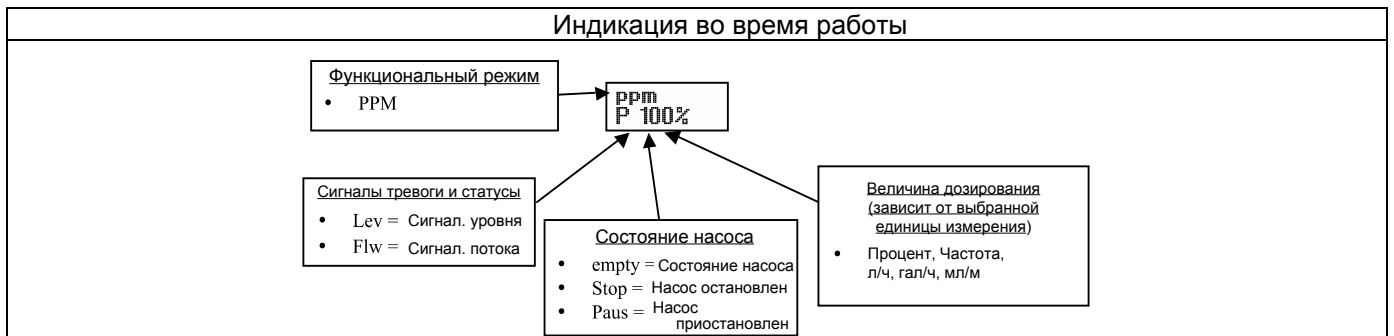 Индикация во время работы
Функциональный режим
• PPM
ppm
P 100%
Сигналы тревоги и статусы
• Lev = Сигнал. уровня
• Flw = Сигнал. потока
Состояние насоса
• empty = Состояние насоса
• Stop = Насос остановлен
• Paus = Насос
приостановлен
Величина дозирования
(зависит от выбранной
единицы измерения)
• Процент, Частота,
л/ч, гал/ч, мл/м